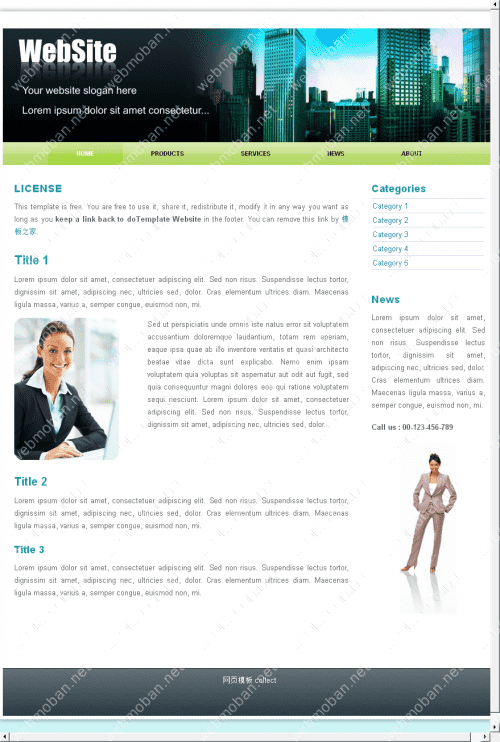 WebSite
Your website slogan here
Lorem ipsum dolor sit amet consectetur...
HOME PRODUCTS SERVICES NEWS ABOUT
LICENSE
This template is free. You are free to use it, share it, redistribute it, modify it in any way you want as
long as you keep a link back to doTemplate Website in the footer. You can remove this link by 模
板之家.
Title 1
Lorem ipsum dolor sit amet, consectetuer adipiscing elit. Sed non risus. Suspendisse lectus tortor,
dignissim sit amet, adipiscing nec, ultricies sed, dolor. Cras elementum ultrices diam. Maecenas
ligula massa, varius a, semper congue, euismod non, mi.
Sed ut perspiciatis unde omnis iste natus error sit voluptatem
accusantium doloremque laudantium, totam rem aperiam,
eaque ipsa quae ab illo inventore veritatis et quasi architecto
beatae vitae dicta sunt explicabo. Nemo enim ipsam
voluptatem quia voluptas sit aspernatur aut odit aut fugit, sed
quia consequuntur magni dolores eos qui ratione voluptatem
sequi nesciunt. Lorem ipsum dolor sit amet, consectetuer
adipiscing elit. Sed non risus. Suspendisse lectus tortor,
dignissim sit amet, adipiscing nec, ultricies sed, dolor.
Title 2
Lorem ipsum dolor sit amet, consectetuer adipiscing elit. Sed non risus. Suspendisse lectus tortor,
dignissim sit amet, adipiscing nec, ultricies sed, dolor. Cras elementum ultrices diam. Maecenas
ligula massa, varius a, semper congue, euismod non, mi.
Title 3
Lorem ipsum dolor sit amet, consectetuer adipiscing elit. Sed non risus. Suspendisse lectus tortor,
dignissim sit amet, adipiscing nec, ultricies sed, dolor. Cras elementum ultrices diam. Maecenas
ligula massa, varius a, semper congue, euismod non, mi.
Categories
Category 1
Category 2
Category 3
Category 4
Category 5
News
Lorem ipsum dolor sit amet,
consectetuer adipiscing elit. Sed
non risus. Suspendisse lectus
tortor, dignissim sit amet,
adipiscing nec, ultricies sed, dolor.
Cras elementum ultrices diam.
Maecenas ligula massa, varius a,
semper congue, euismod non, mi.
Call us : 00-123-456-789
网页模板 collect
webmoban.net